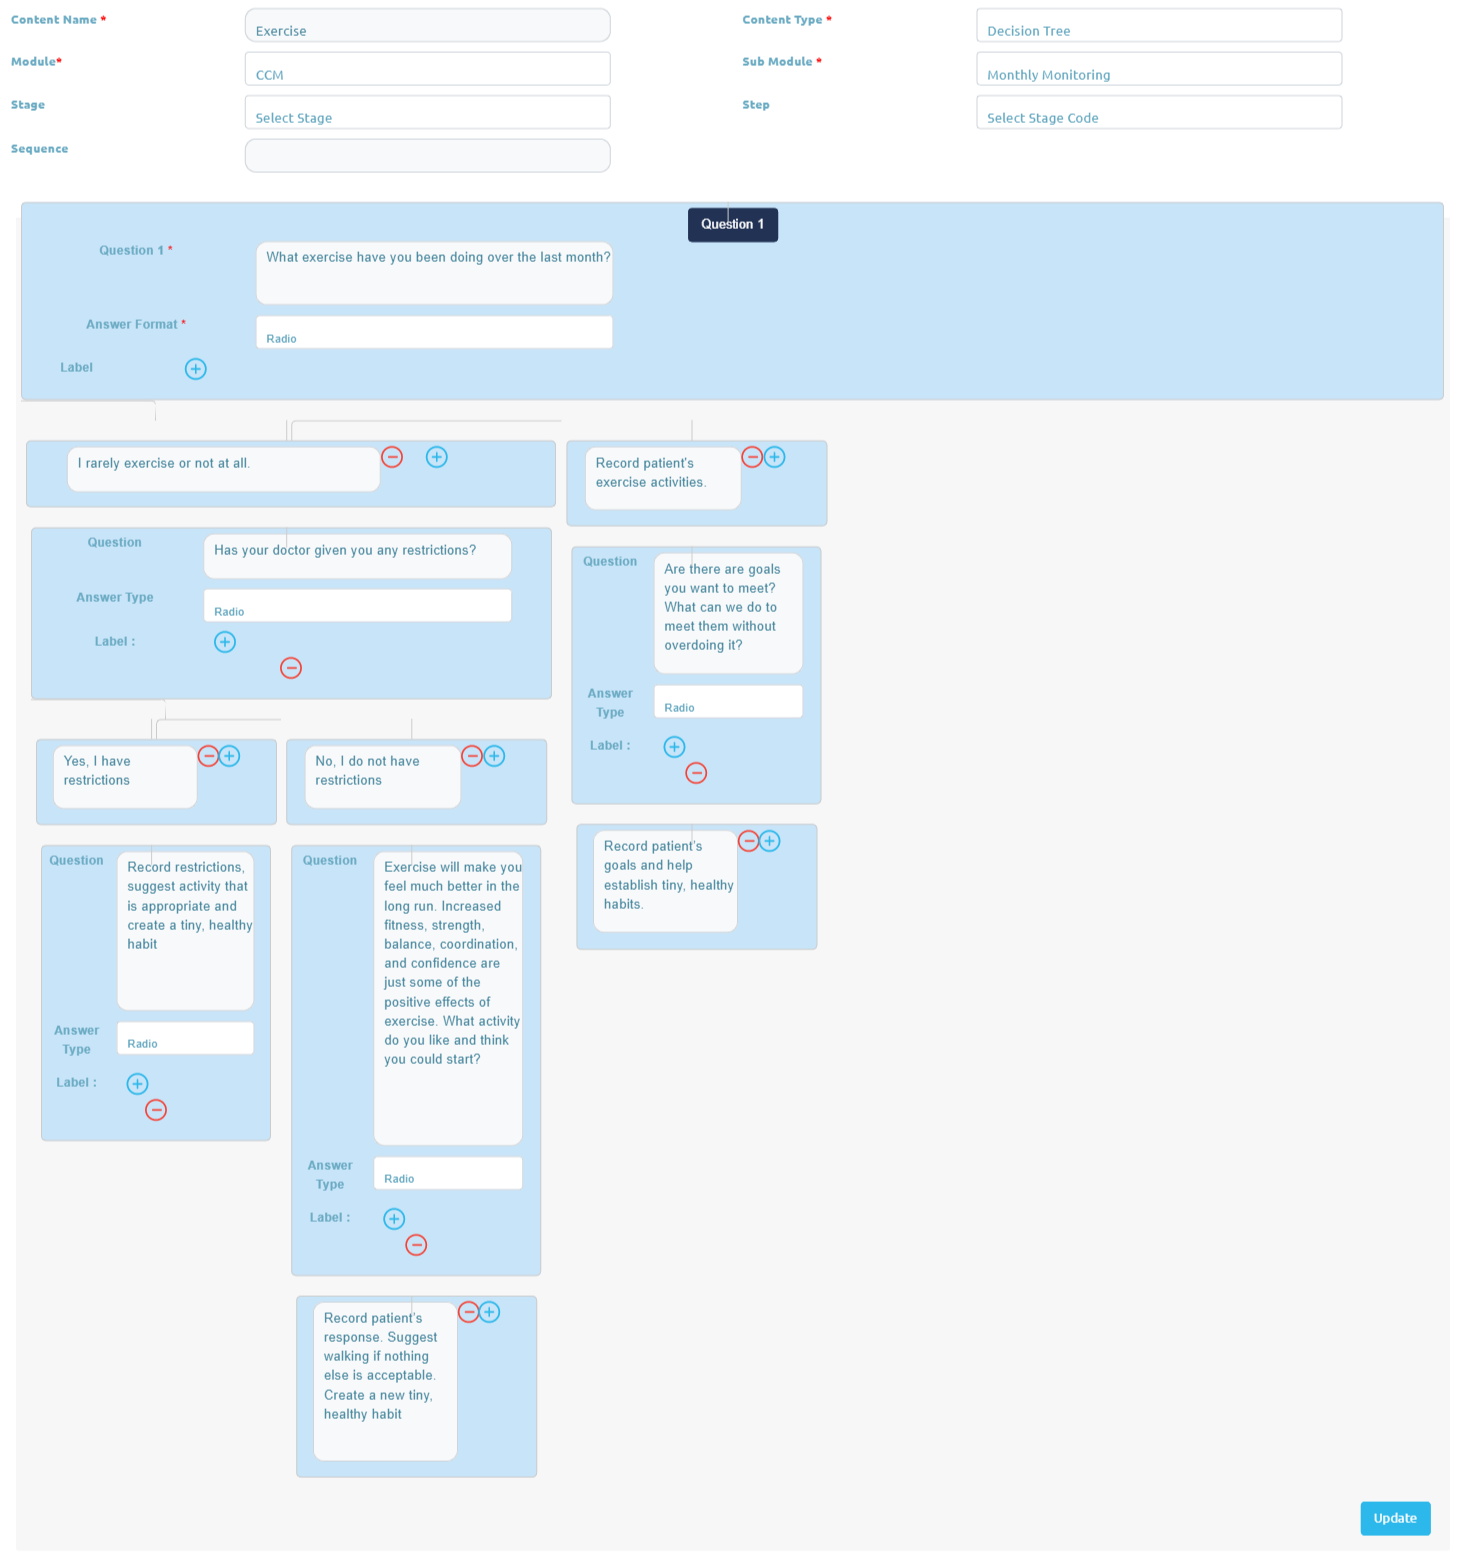 Content Name *
Exercise
Content Type *
Decision Tree
Module*
CCM
Sub Module *
Monthly Monitoring
Stage
Select Stage
Step
Select Stage Code
Sequence
Question 1
Question 1 *
What exercise have you been doing over the last month?
Answer Format *
Radio
Label
I rarely exercise or not at all.
Question
Has your doctor given you any restrictions?
Answer Type
Radio
Label :
Yes, I have
restrictions
Question
Record restrictions,
suggest activity that
is appropriate and
create a tiny, healthy
habit
Answer
Type
Radio
Label :
No, I do not have
restrictions
Question
Exercise will make you
feel much better in the
long run. Increased
fitness, strength,
balance, coordination,
and confidence are
just some of the
positive effects of
exercise. What activity
do you like and think
you could start?
Answer
Type
Radio
Label :
Record patient's
response. Suggest
walking if nothing
else is acceptable.
Create a new tiny,
healthy habit
Record patient's
exercise activities.
Question
Are there are goals
you want to meet?
What can we do to
meet them without
overdoing it?
Answer
Type
Radio
Label :
Record patient's
goals and help
establish tiny, healthy
habits.
Update